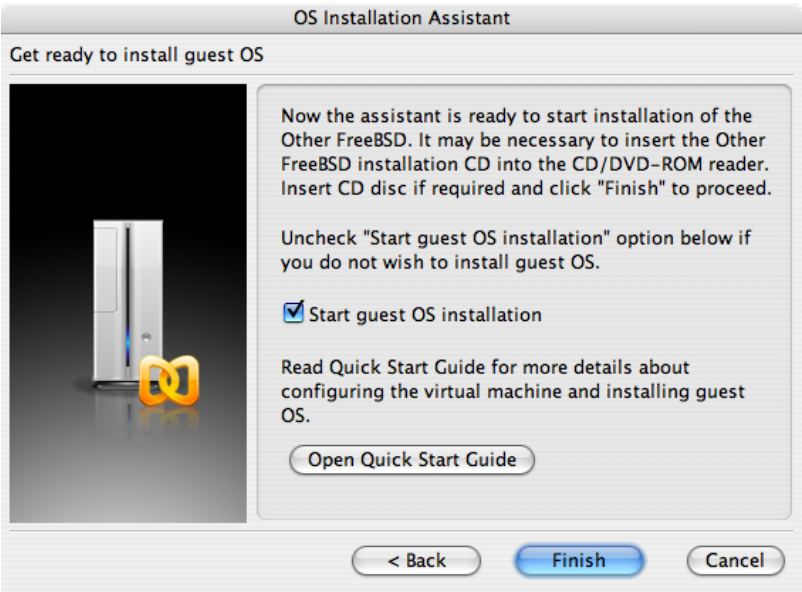 OS Installation Assistant
Get ready to install guest OS
Now the assistant is ready to start installation of the
Other FreeBSD. It may be necessary to insert the Other
FreeBSD installation CD into the CD/DVD-ROM reader.
Insert CD disc if required and click "Finish" to proceed.
Uncheck "Start guest OS installation" option below if
you do not wish to install guest OS.
Start guest OS installation
Read Quick Start Guide for more details about
configuring the virtual machine and installing guest
OS.
Open Quick Start Guide
< Back
Finish
Cancel